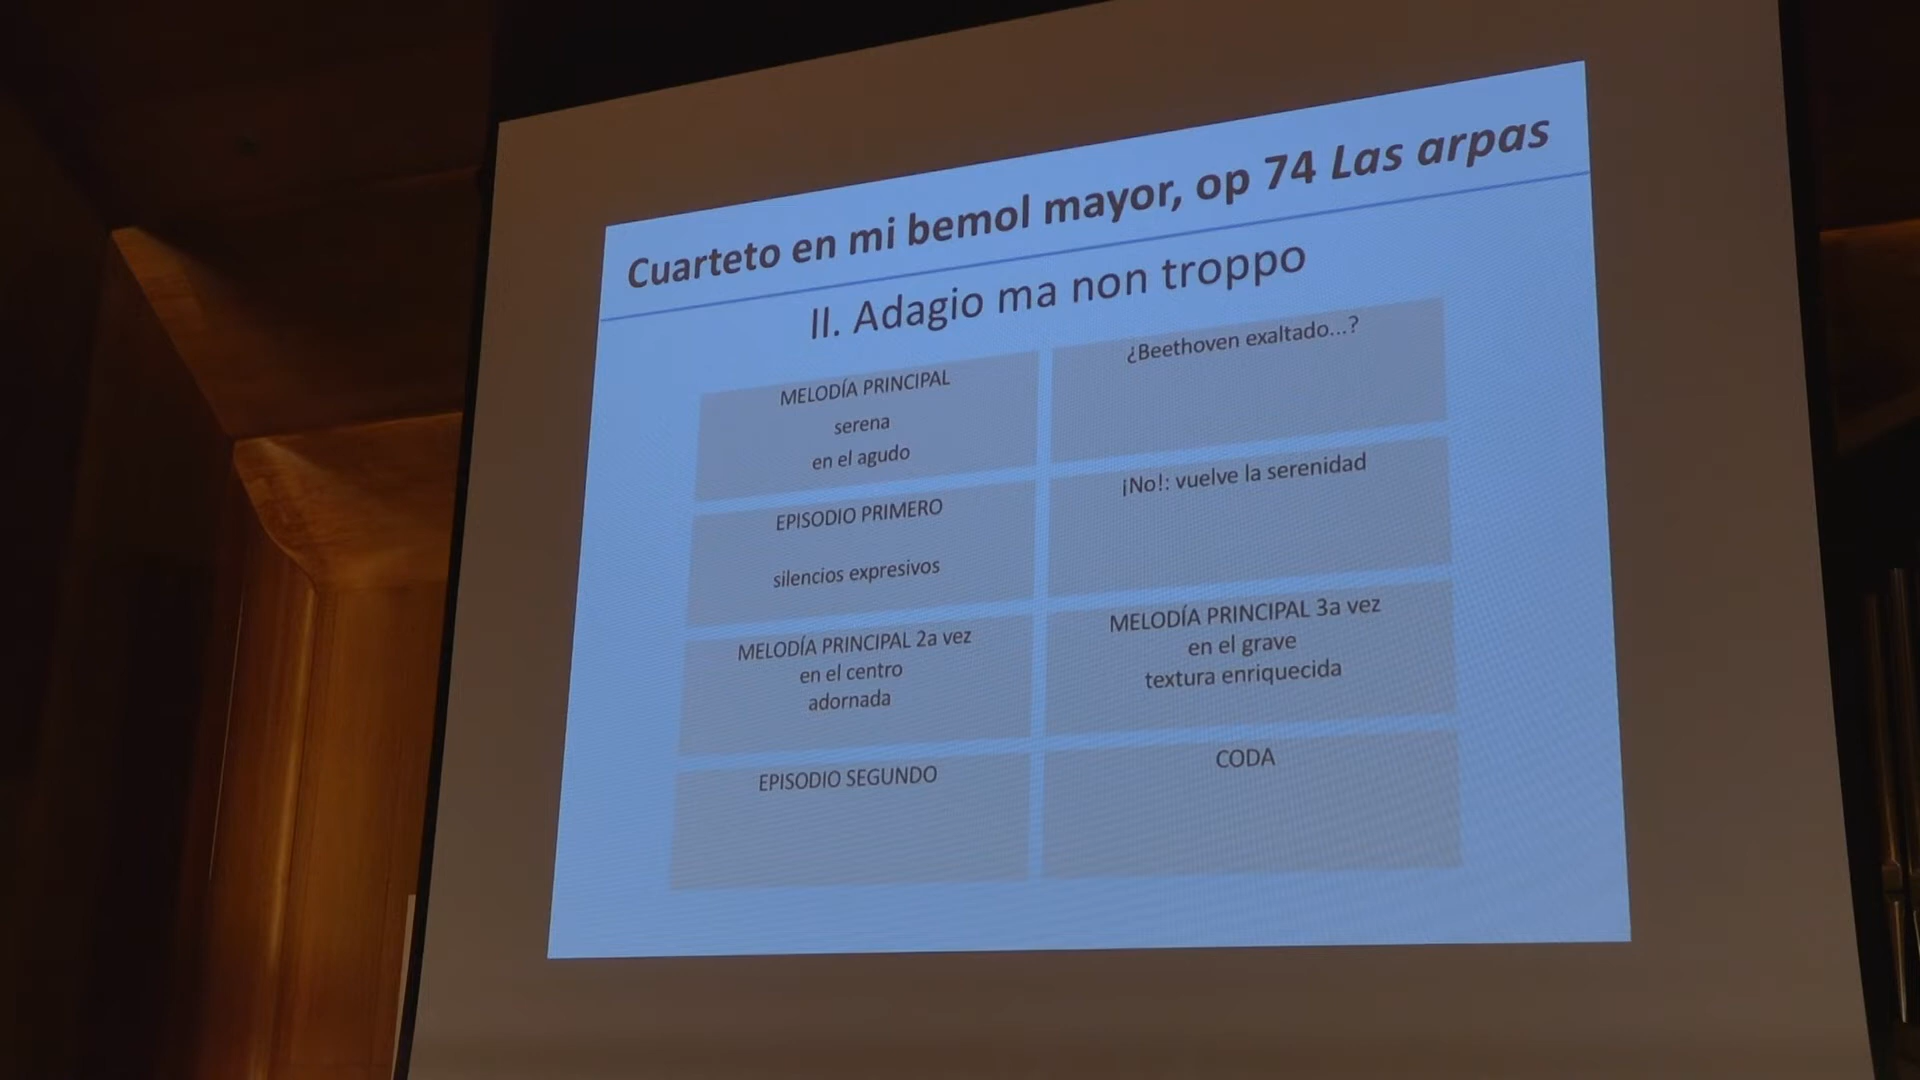 Cuarteto en mi bemol mayor, op 74 Las arpas
II. Adagio ma non troppo
MELODÍA PRINCIPAL
serena
en el agudo
EPISODIO PRIMERO
silencios expresivos
MELODÍA PRINCIPAL 2a vez
en el centro
adornada
EPISODIO SEGUNDO
¿Beethoven exaltado...?
¡No!: vuelve la serenidad
MELODÍA PRINCIPAL 3a vez
en el grave
textura enriquecida
CODA